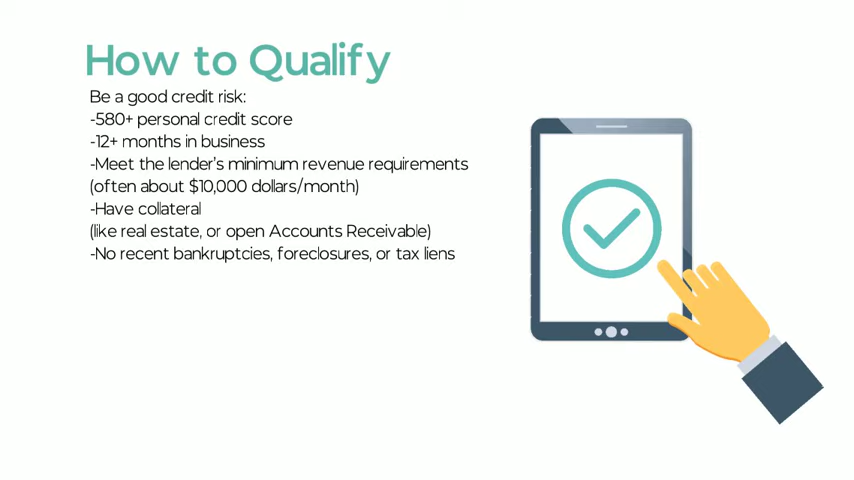 How to Qualify
Be a good credit risk:
-580+ personal credit score
-12+ months in business
-Meet the lender's minimum revenue requirements
(often about $10,000 dollars/month)
-Have collateral
(like real estate, or open Accounts Receivable)
-No recent bankruptcies, foreclosures, or tax liens